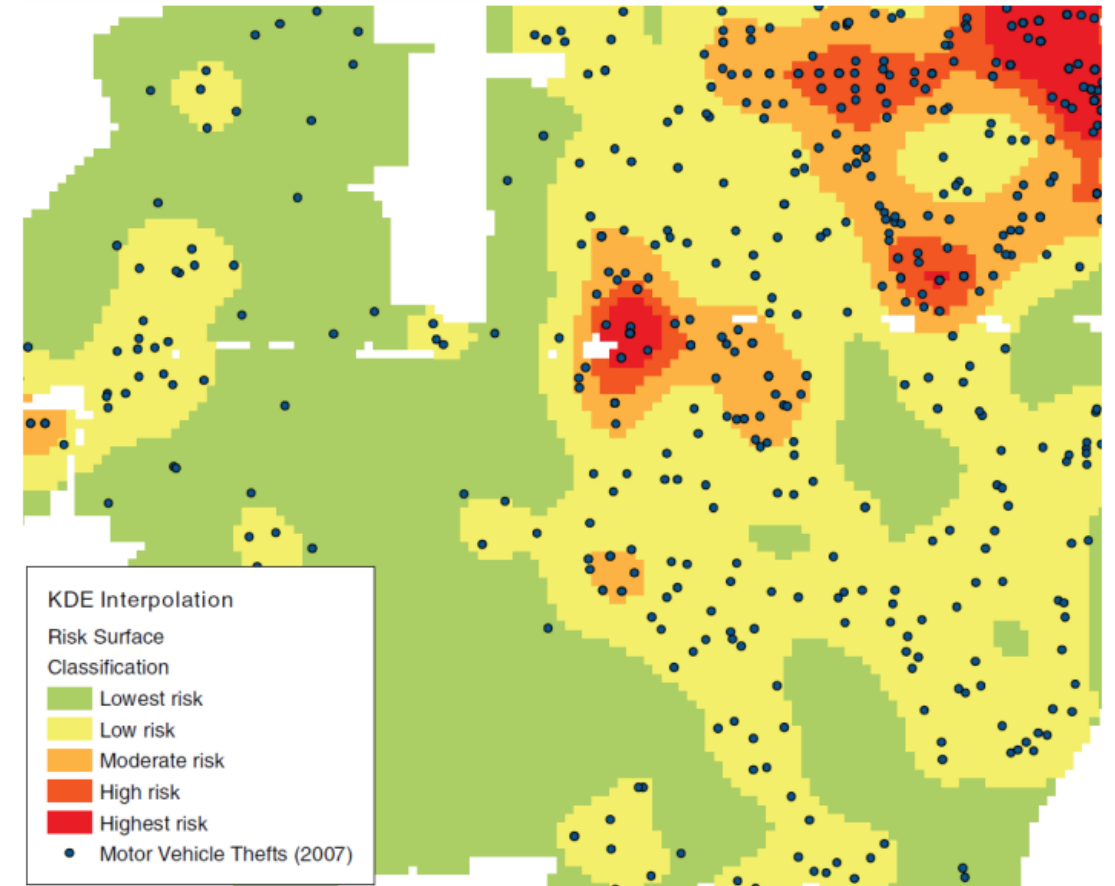 KDE Interpolation
Risk Surface
Classification
Lowest risk
Low risk
Moderate risk
High risk
Highest risk
Motor Vehicle Thefts (2007)